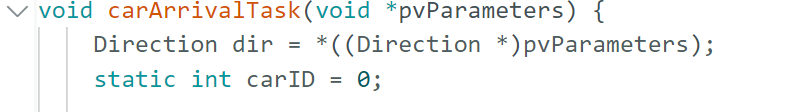 void carArrivalTask(void *pvParameters) {
    Direction dir = *((Direction *)pvParameters);
    static int carID = 0;